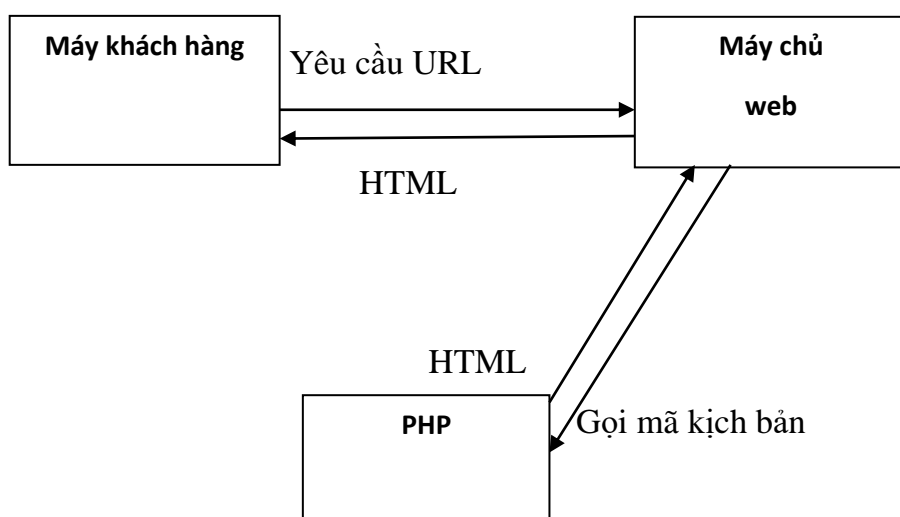 Máy khách hàng
Yêu cầu URL
Máy chủ
web
HTML
HTML
PHP
Gọi mã kịch bản